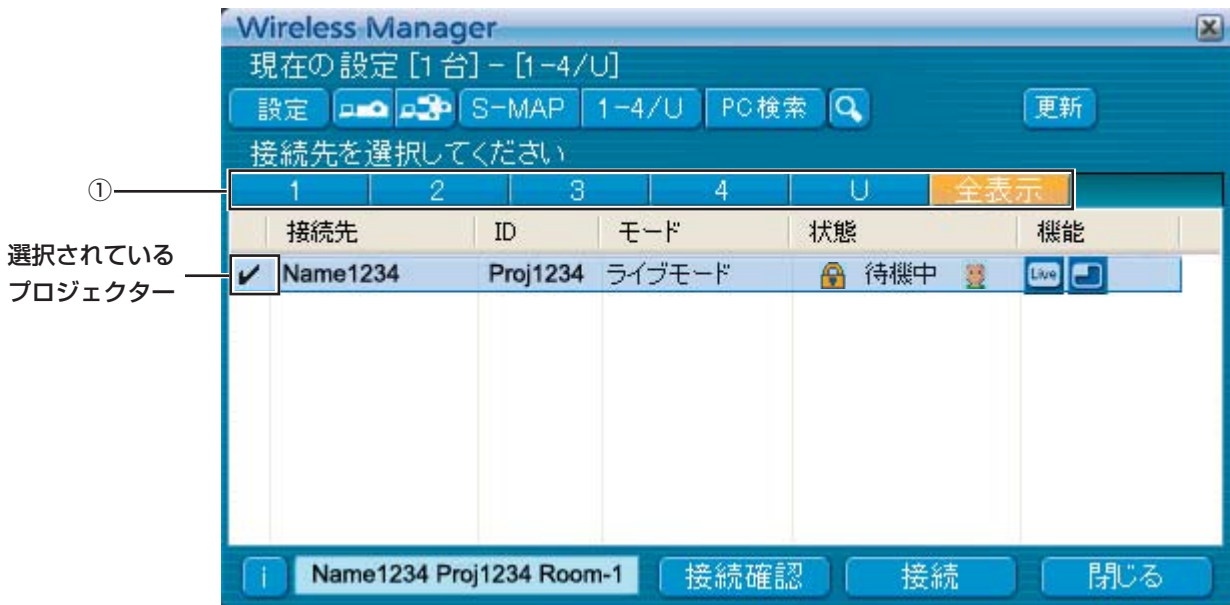 Wireless Manager
現在の設定 [1台] - [1-4/U]
設定 S-MAP 1-4/U PC検索 更新
接続先を選択してください
① 1 2 3 4 U 全表示
接続先 ID モード 状態 機能
選択されている
プロジェクター
Name1234 Proj1234 ライブモード 待機中 Live
i Name1234 Proj1234 Room-1 接続確認 接続 閉じる